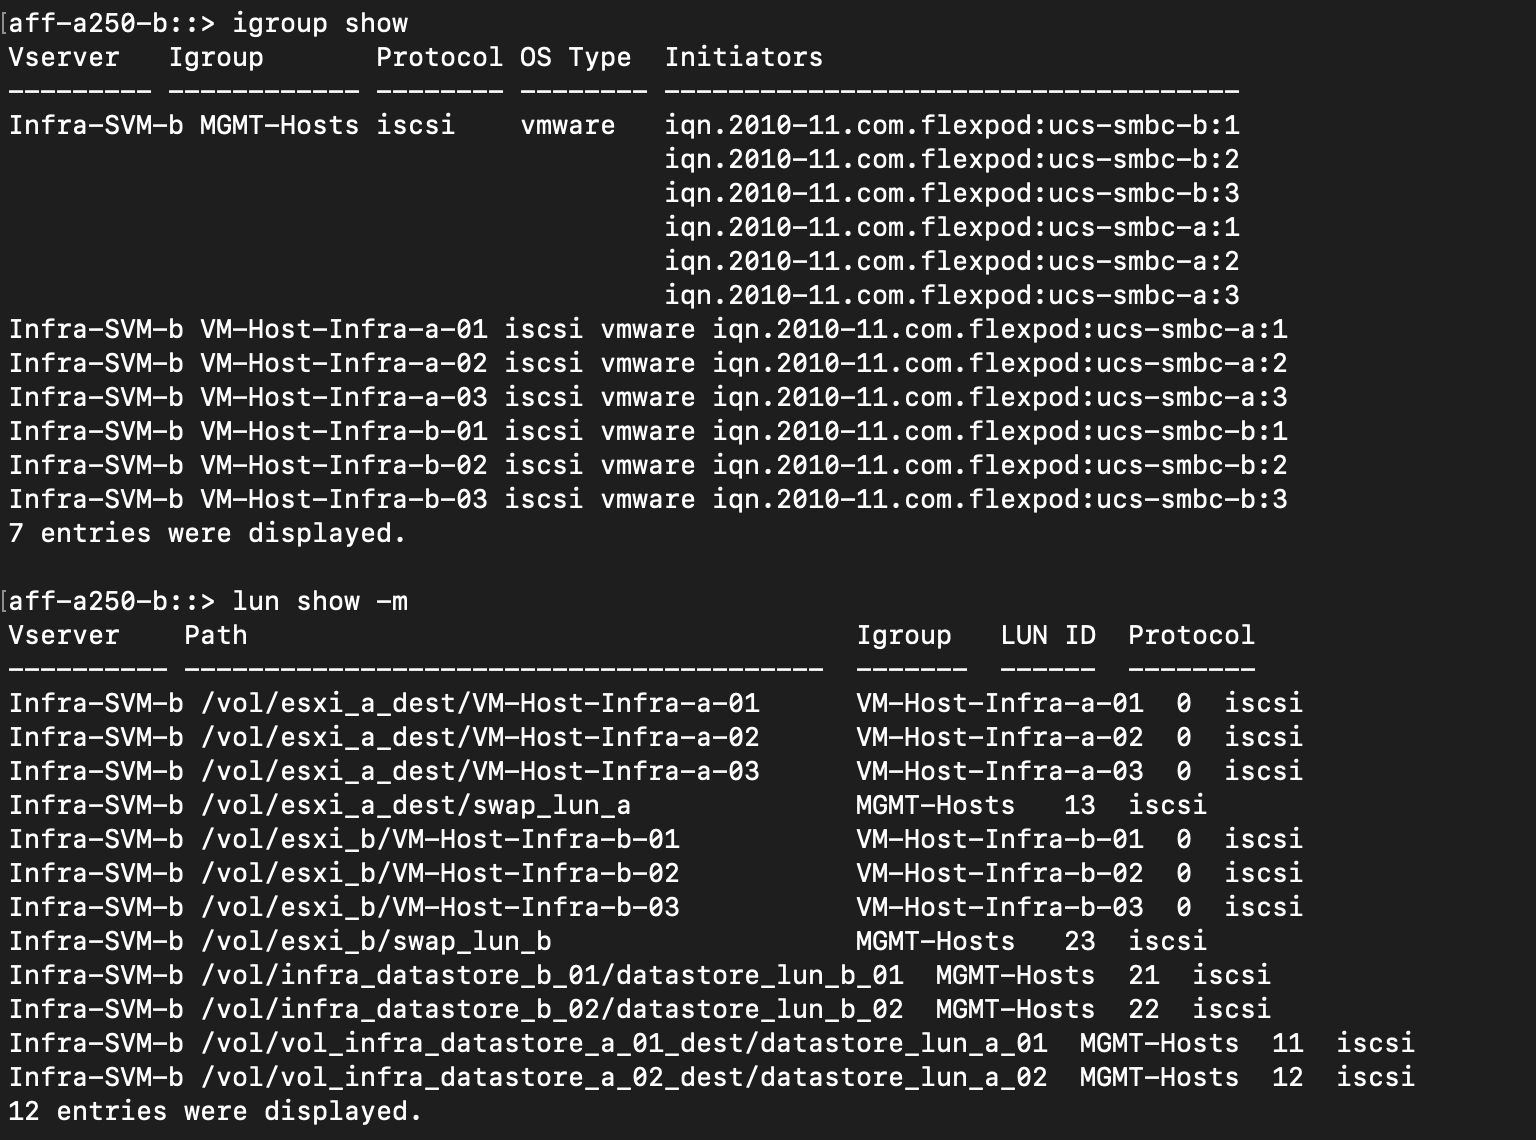 [aff-a250-b::> igroup show
Vserver   Igroup       Protocol OS Type  Initiators
--------- ------------ -------- -------- ------------------------------------
Infra-SVM-b MGMT-Hosts iscsi    vmware   iqn.2010-11.com.flexpod:ucs-smbc-b:1
                                         iqn.2010-11.com.flexpod:ucs-smbc-b:2
                                         iqn.2010-11.com.flexpod:ucs-smbc-b:3
                                         iqn.2010-11.com.flexpod:ucs-smbc-a:1
                                         iqn.2010-11.com.flexpod:ucs-smbc-a:2
                                         iqn.2010-11.com.flexpod:ucs-smbc-a:3
Infra-SVM-b VM-Host-Infra-a-01 iscsi vmware iqn.2010-11.com.flexpod:ucs-smbc-a:1
Infra-SVM-b VM-Host-Infra-a-02 iscsi vmware iqn.2010-11.com.flexpod:ucs-smbc-a:2
Infra-SVM-b VM-Host-Infra-a-03 iscsi vmware iqn.2010-11.com.flexpod:ucs-smbc-a:3
Infra-SVM-b VM-Host-Infra-b-01 iscsi vmware iqn.2010-11.com.flexpod:ucs-smbc-b:1
Infra-SVM-b VM-Host-Infra-b-02 iscsi vmware iqn.2010-11.com.flexpod:ucs-smbc-b:2
Infra-SVM-b VM-Host-Infra-b-03 iscsi vmware iqn.2010-11.com.flexpod:ucs-smbc-b:3
7 entries were displayed.

[aff-a250-b::> lun show -m
Vserver    Path                                      Igroup   LUN ID  Protocol
---------- ----------------------------------------  -------  ------  --------
Infra-SVM-b /vol/esxi_a_dest/VM-Host-Infra-a-01      VM-Host-Infra-a-01  0  iscsi
Infra-SVM-b /vol/esxi_a_dest/VM-Host-Infra-a-02      VM-Host-Infra-a-02  0  iscsi
Infra-SVM-b /vol/esxi_a_dest/VM-Host-Infra-a-03      VM-Host-Infra-a-03  0  iscsi
Infra-SVM-b /vol/esxi_a_dest/swap_lun_a              MGMT-Hosts   13  iscsi
Infra-SVM-b /vol/esxi_b/VM-Host-Infra-b-01           VM-Host-Infra-b-01  0  iscsi
Infra-SVM-b /vol/esxi_b/VM-Host-Infra-b-02           VM-Host-Infra-b-02  0  iscsi
Infra-SVM-b /vol/esxi_b/VM-Host-Infra-b-03           VM-Host-Infra-b-03  0  iscsi
Infra-SVM-b /vol/esxi_b/swap_lun_b                   MGMT-Hosts   23  iscsi
Infra-SVM-b /vol/infra_datastore_b_01/datastore_lun_b_01  MGMT-Hosts  21  iscsi
Infra-SVM-b /vol/infra_datastore_b_02/datastore_lun_b_02  MGMT-Hosts  22  iscsi
Infra-SVM-b /vol/vol_infra_datastore_a_01_dest/datastore_lun_a_01  MGMT-Hosts  11  iscsi
Infra-SVM-b /vol/vol_infra_datastore_a_02_dest/datastore_lun_a_02  MGMT-Hosts  12  iscsi
12 entries were displayed.